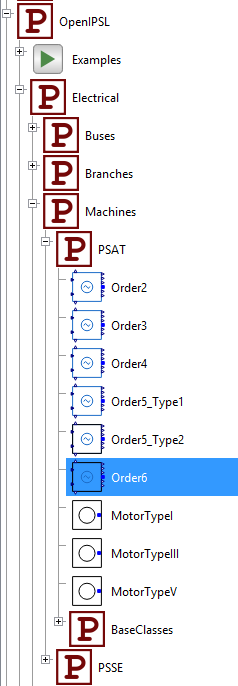 P OpenIPSL
Examples
P Electrical
P Buses
P Branches
P Machines
P PSAT
Order2
Order3
Order4
Order5_Type1
Order5_Type2
Order6
MotorTypeI
MotorTypeIII
MotorTypeV
P BaseClasses
P PSSE